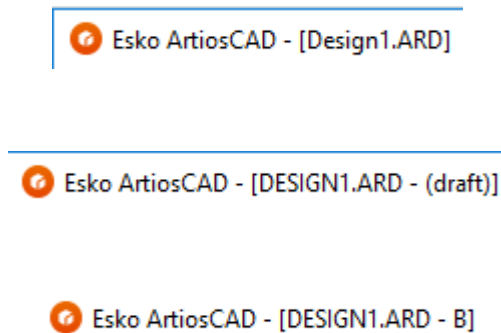 Esko ArtiosCAD - [Design1.ARD]
Esko ArtiosCAD - [DESIGN1.ARD - (draft)]
Esko ArtiosCAD - [DESIGN1.ARD - B]